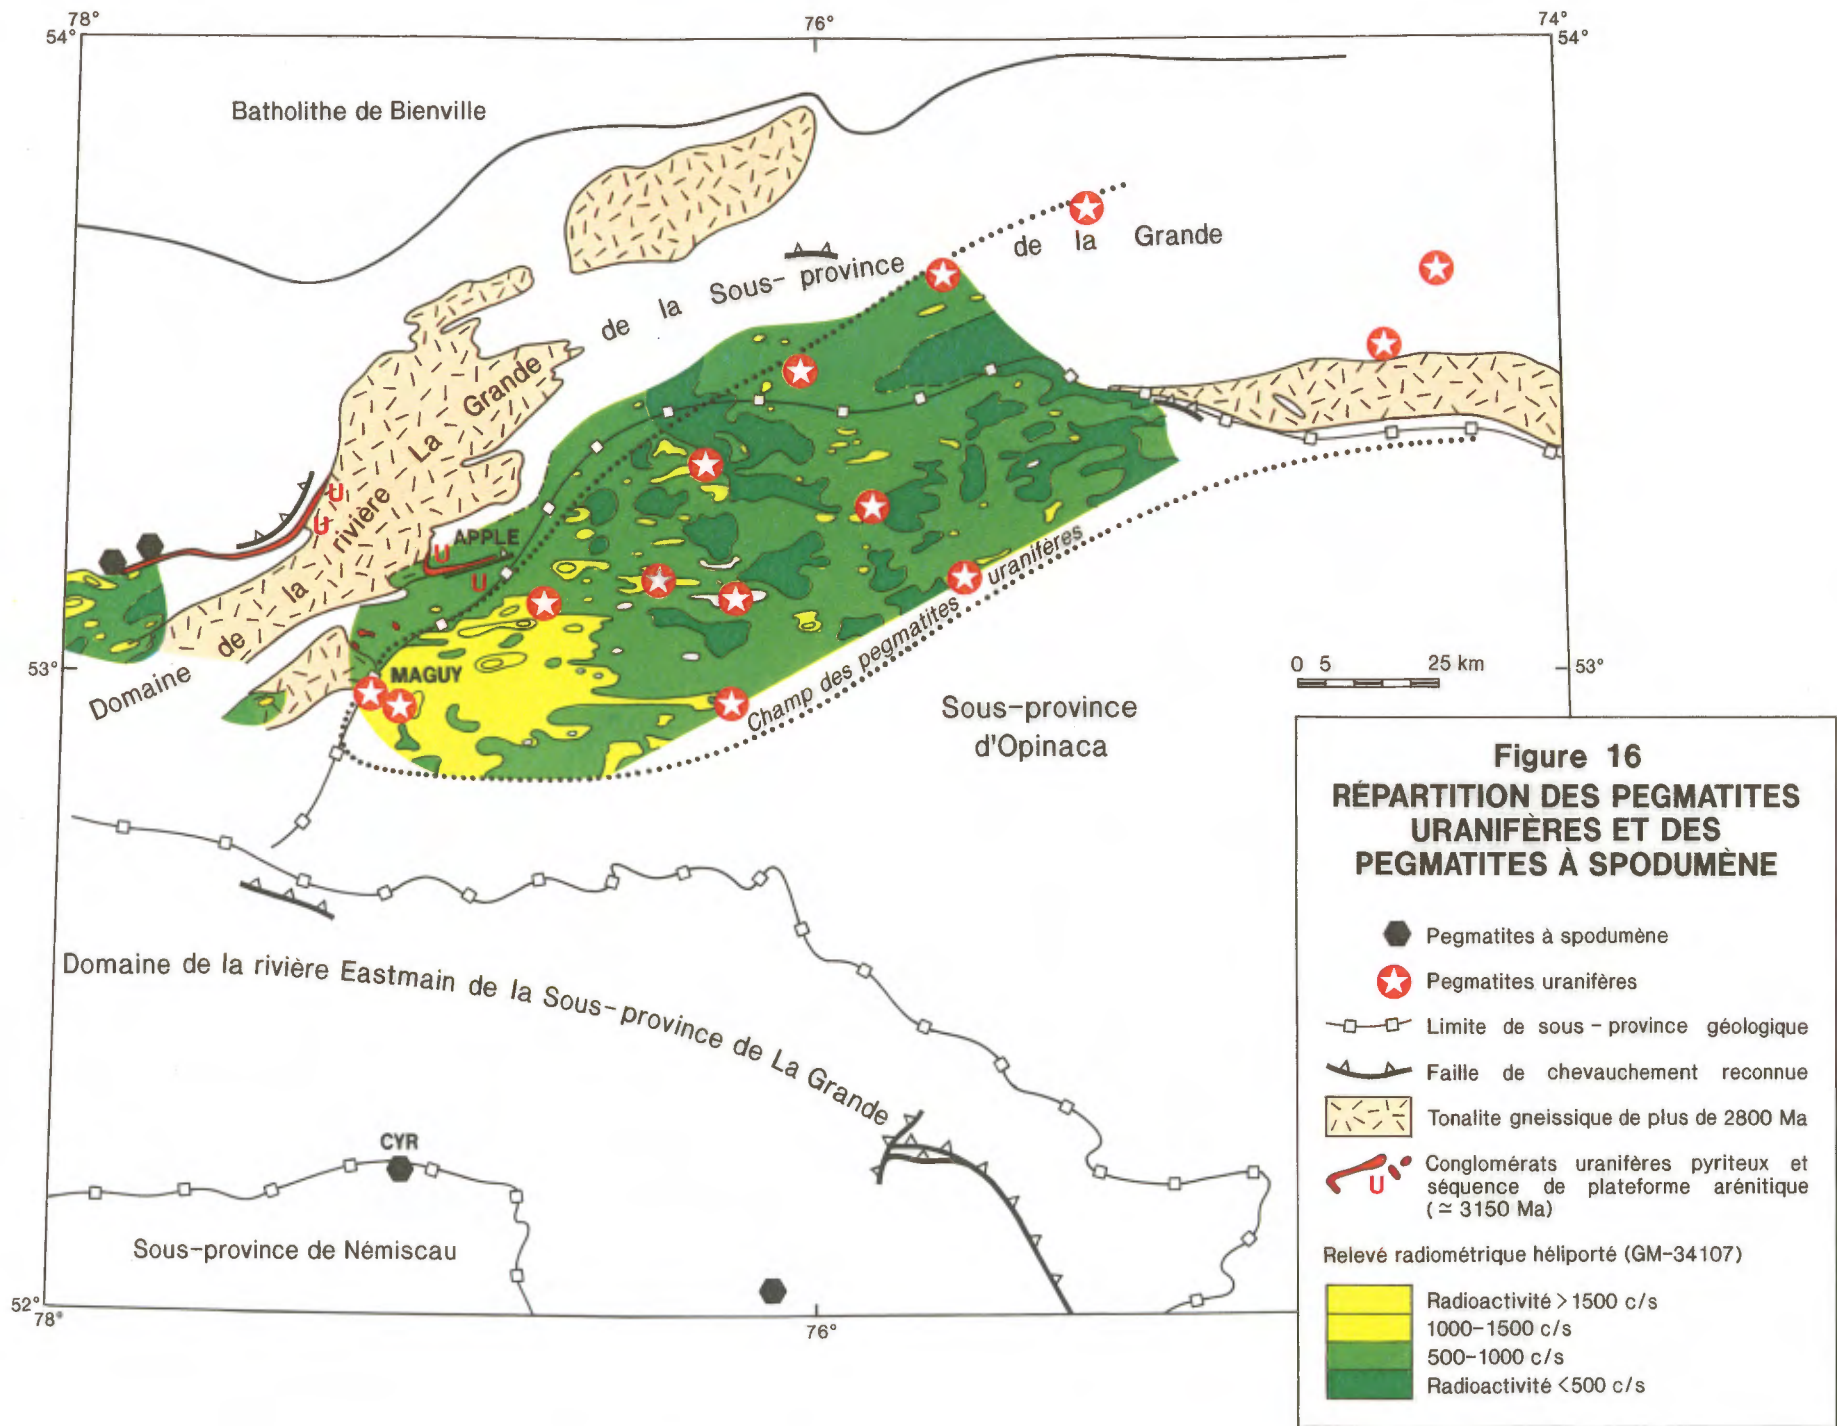 78°
76°
74°
54°
54°
Batholithe de Bienville
Domaine de la rivière La Grande de la Sous-province de la Grande
U
U
APPLE
U
U
MAGUY
Champ des pegmatites uranifères
53°
53°
0 5 25 km
Sous-province
d'Opinaca
Domaine de la rivière Eastmain de la Sous-province de La Grande
CYR
Sous-province de Némiscau
52°
78°
76°
Figure 16
RÉPARTITION DES PEGMATITES
URANIFÈRES ET DES
PEGMATITES À SPODUMÈNE
Pegmatites à spodumène
Pegmatites uranifères
Limite de sous-province géologique
Faille de chevauchement reconnue
Tonalite gneissique de plus de 2800 Ma
U
Conglomérats uranifères pyriteux et
séquence de plateforme arénitique
(≃ 3150 Ma)
Relevé radiométrique héliporté (GM-34107)
Radioactivité >1500 c/s
1000-1500 c/s
500-1000 c/s
Radioactivité <500 c/s